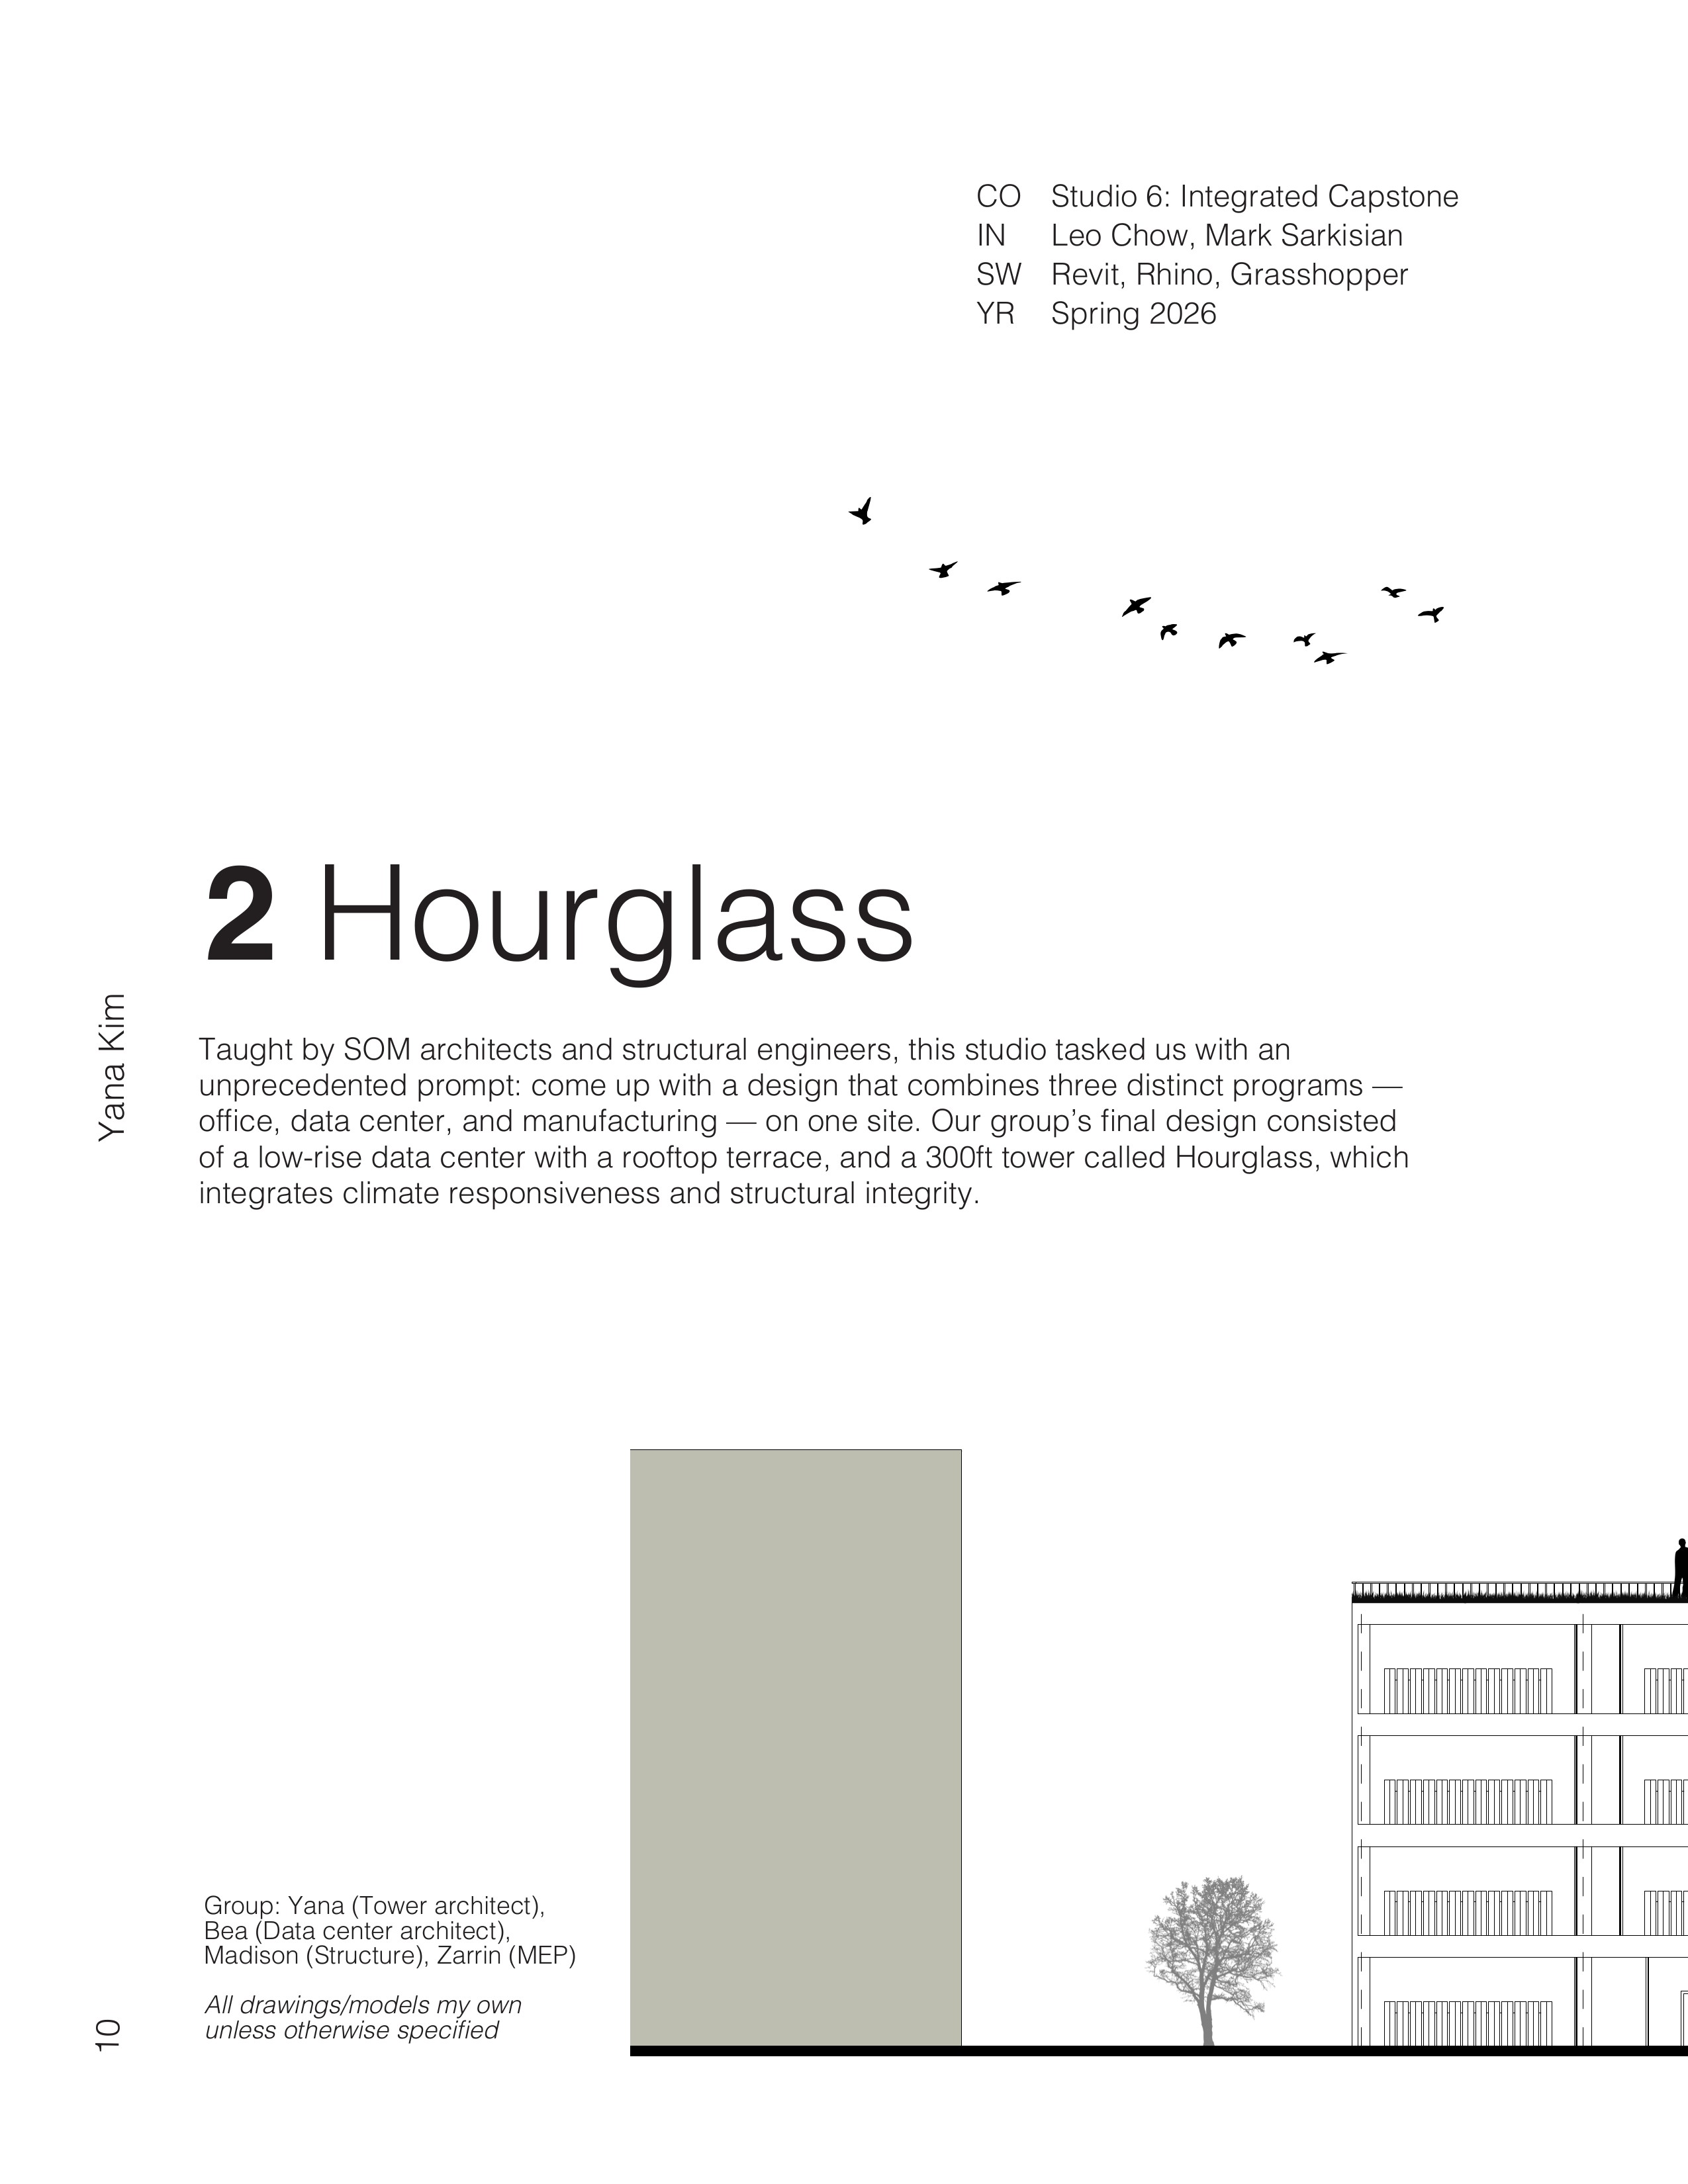 CO Studio 6: Integrated Capstone
IN Leo Chow, Mark Sarkisian
SW Revit, Rhino, Grasshopper
YR Spring 2026
2 Hourglass
Yana Kim
Taught by SOM architects and structural engineers, this studio tasked us with an
unprecedented prompt: come up with a design that combines three distinct programs —
office, data center, and manufacturing — on one site. Our group’s final design consisted
of a low-rise data center with a rooftop terrace, and a 300ft tower called Hourglass, which
integrates climate responsiveness and structural integrity.
Group: Yana (Tower architect),
Bea (Data center architect),
Madison (Structure), Zarrin (MEP)
All drawings/models my own
unless otherwise specified
10